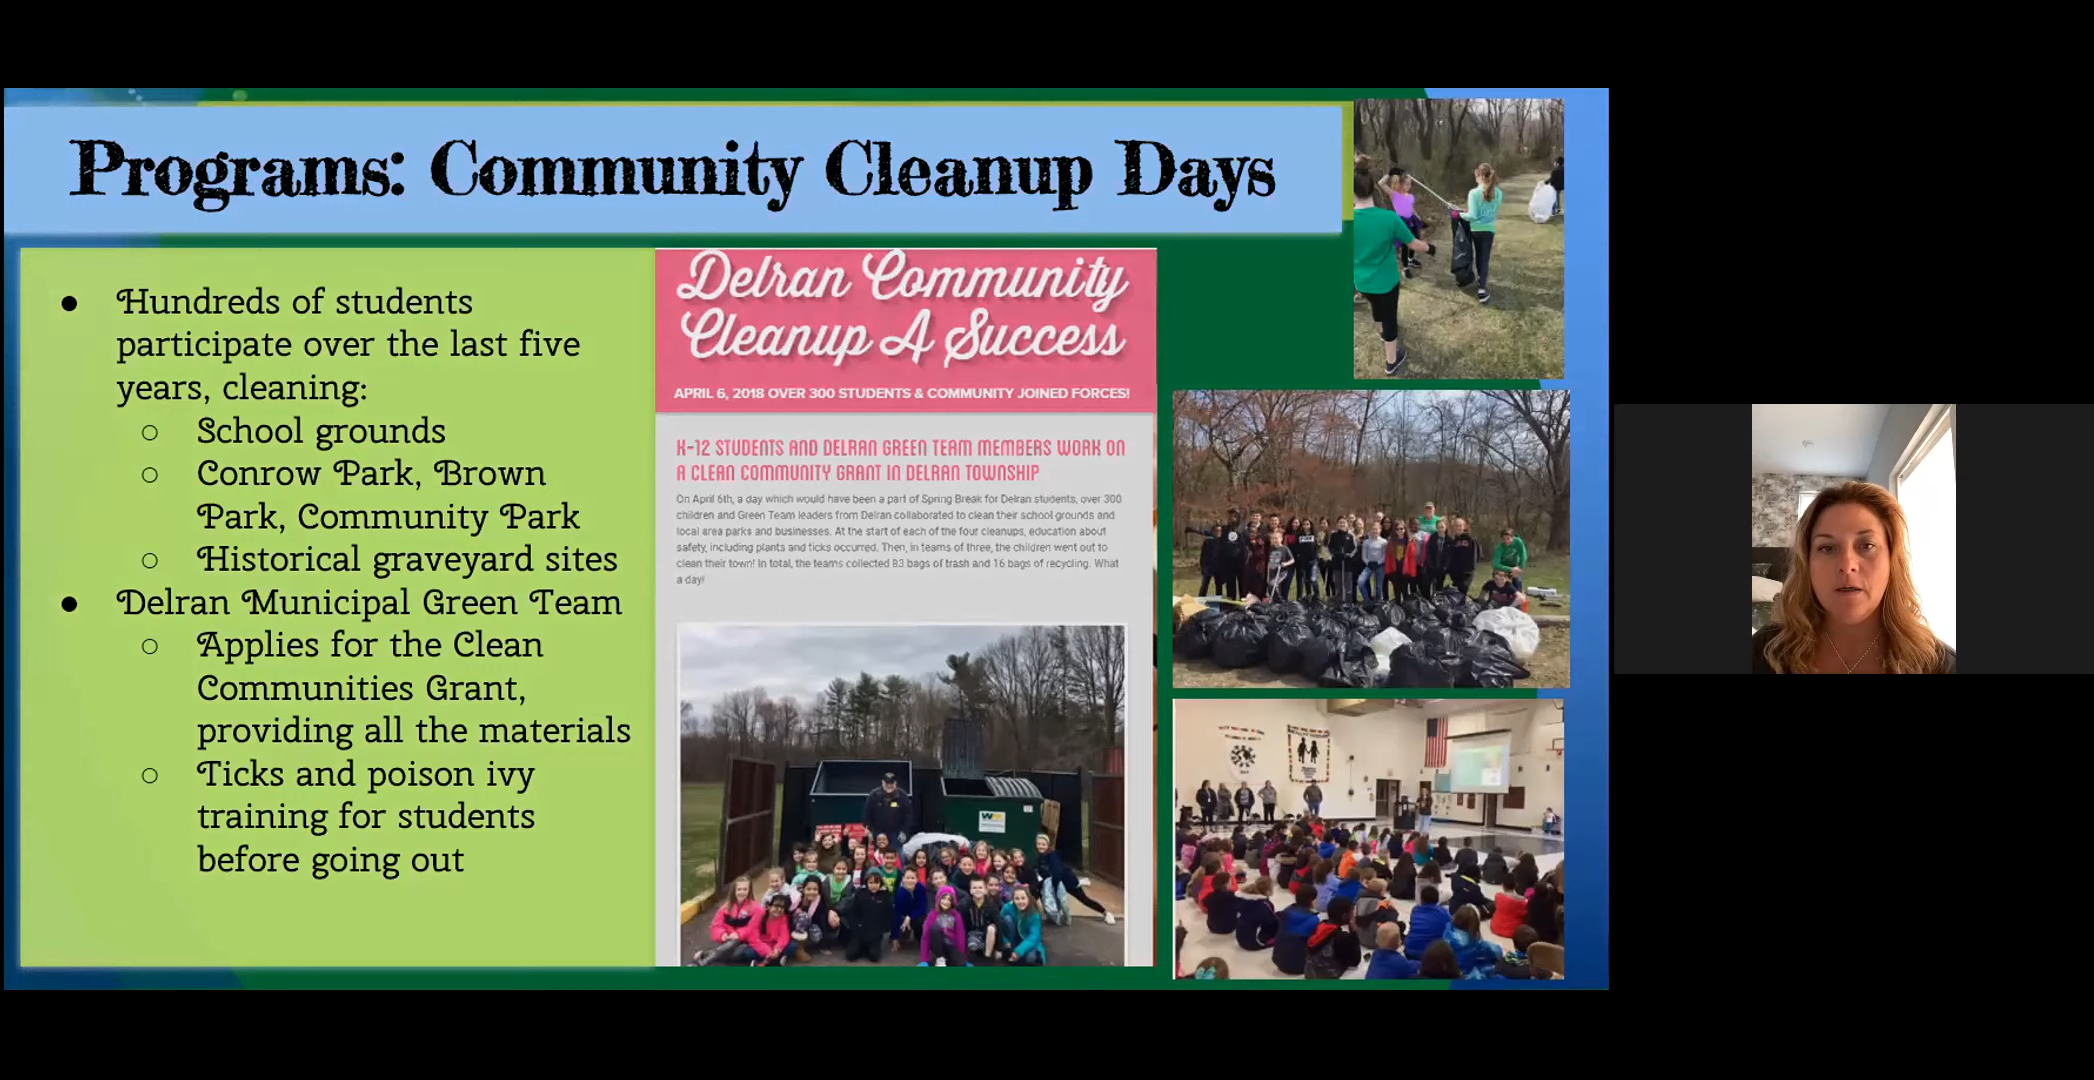 Programs: Community Cleanup Days
● Hundreds of students
participate over the last five
years, cleaning:
○ School grounds
○ Conrow Park, Brown
Park, Community Park
○ Historical graveyard sites
● Delran Municipal Green Team
○ Applies for the Clean
Communities Grant,
providing all the materials
○ Ticks and poison ivy
training for students
before going out
Delran Community
Cleanup A Success
APRIL 6, 2018 OVER 300 STUDENTS & COMMUNITY JOINED FORCES!
K-12 STUDENTS AND DELRAN GREEN TEAM MEMBERS WORK ON
A CLEAN COMMUNITY GRANT IN DELRAN TOWNSHIP
On April 6th, a day which would have been a part of Spring Break for Delran students, over 300
children and Green Team leaders from Delran collaborated to clean their school grounds and
local area parks and businesses. At the start of each of the four cleanups, education about
safety, including plants and ticks occurred. Then, in teams of three, the children went out to
clean their town! In total, the teams collected 83 bags of trash and 16 bags of recycling. What
a day!